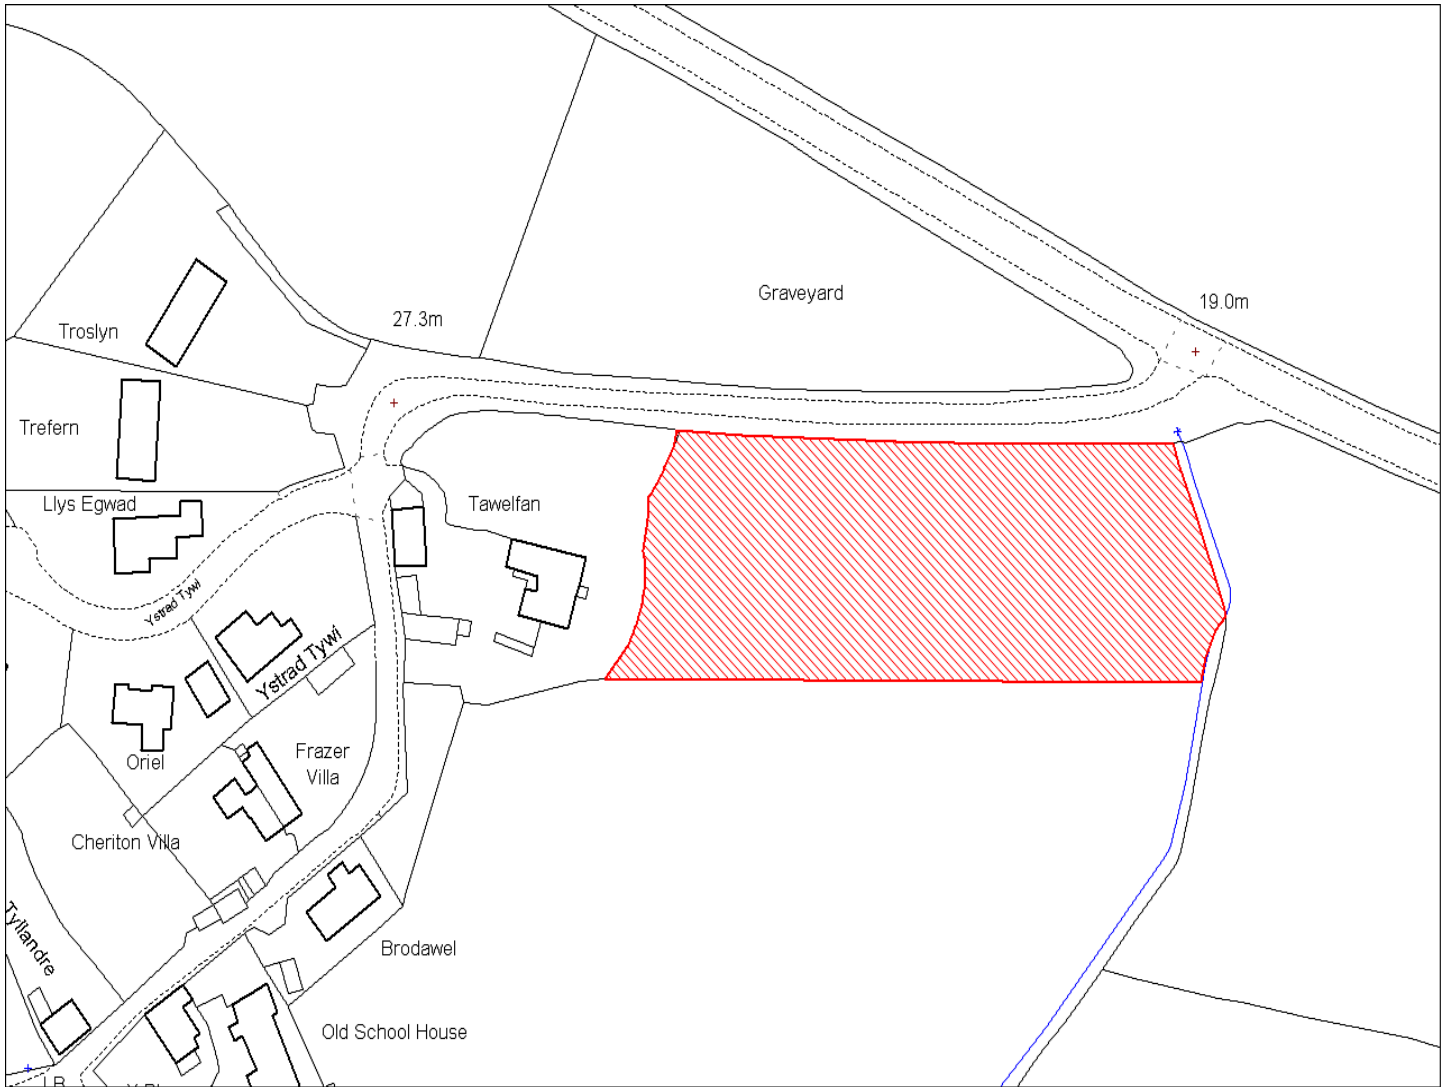 Graveyard
19.0m
27.3m
Troslyn
Trefern
Llys Egwad
Tawelfan
Ystrad Tywi
Ystrad Tywi
Oriel
Frazer
Villa
Cheriton Villa
Tyllandre
Brodawel
Old School House
LB